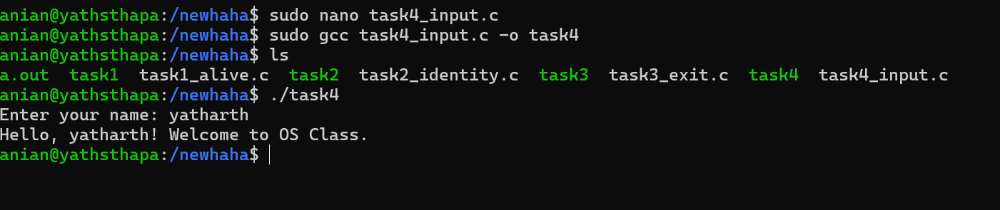 anian@yathsthapa:/newhaha$ sudo nano task4_input.c
anian@yathsthapa:/newhaha$ sudo gcc task4_input.c -o task4
anian@yathsthapa:/newhaha$ ls
a.out  task1  task1_alive.c  task2  task2_identity.c  task3  task3_exit.c  task4  task4_input.c
anian@yathsthapa:/newhaha$ ./task4
Enter your name: yatharth
Hello, yatharth! Welcome to OS Class.
anian@yathsthapa:/newhaha$